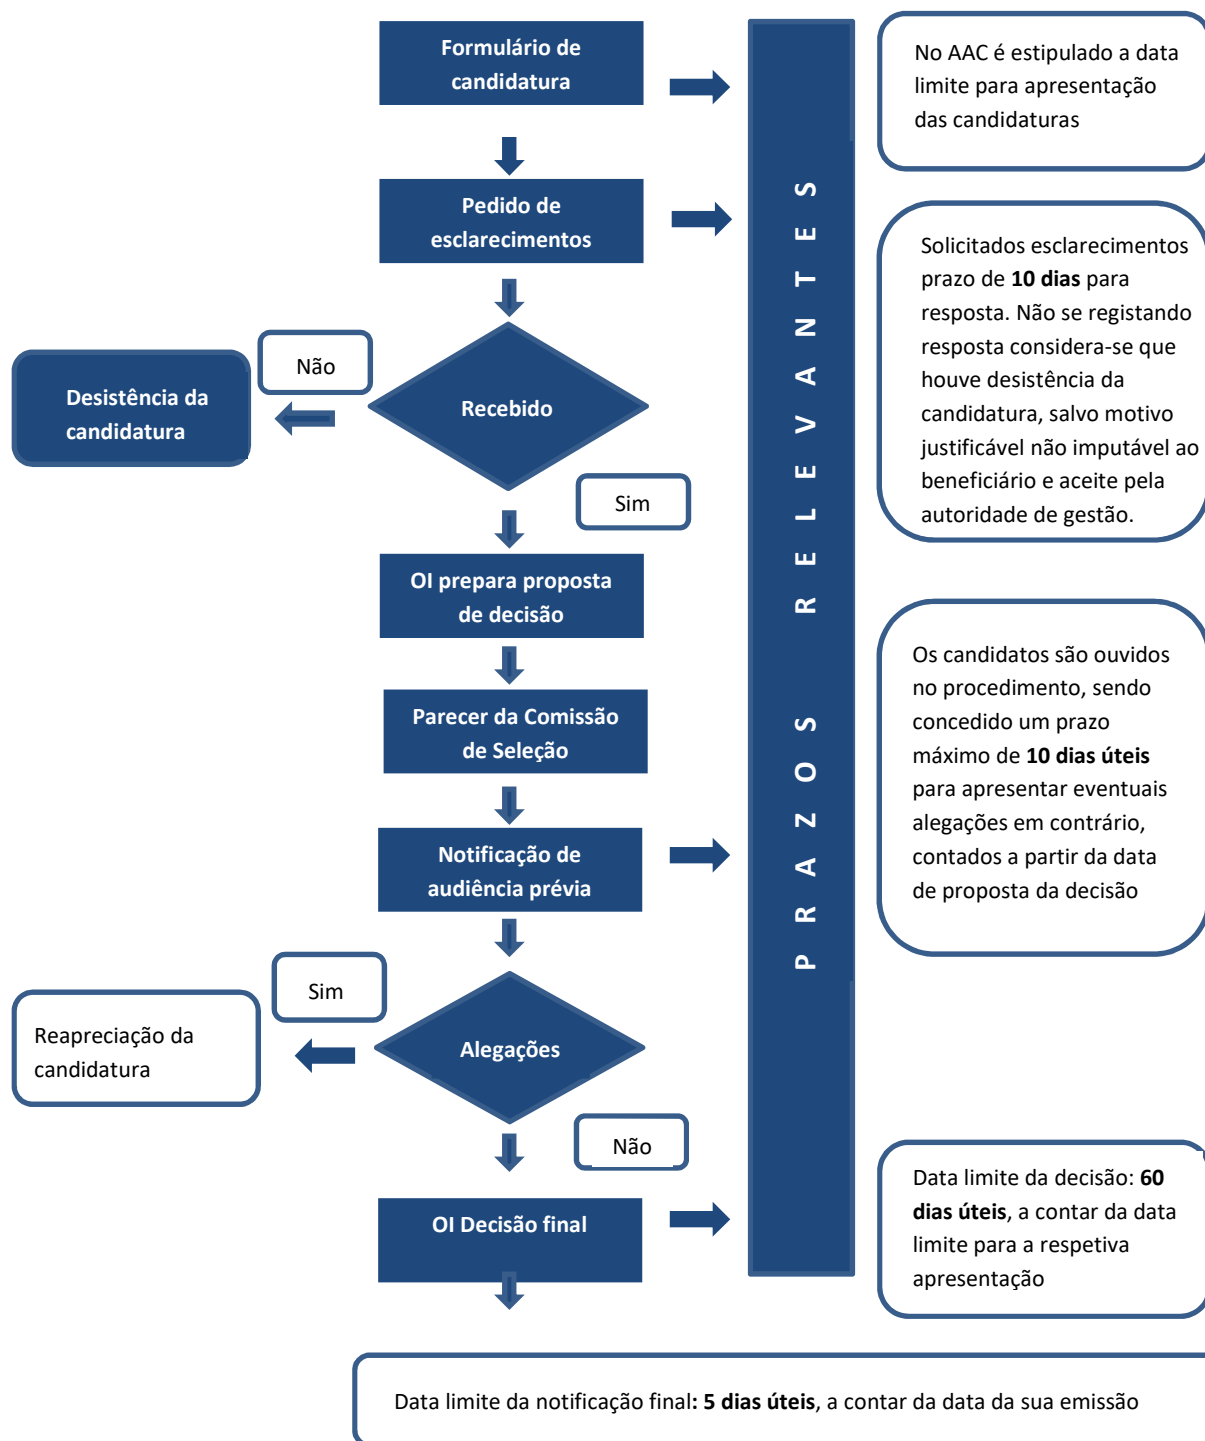 Formulário de
candidatura
No AAC é estipulado a data
limite para apresentação
das candidaturas
Pedido de
esclarecimentos
Solicitados esclarecimentos
prazo de 10 dias para
resposta. Não se registando
resposta considera-se que
houve desistência da
candidatura, salvo motivo
justificável não imputável ao
beneficiário e aceite pela
autoridade de gestão.
Não
Desistência da
candidatura
Recebido
Sim
OI prepara proposta
de decisão
Parecer da Comissão
de Seleção
Os candidatos são ouvidos
no procedimento, sendo
concedido um prazo
máximo de 10 dias úteis
para apresentar eventuais
alegações em contrário,
contados a partir da data
de proposta da decisão
Notificação de
audiência prévia
PRAZOS RELEVANTES
Sim
Reapreciação da
candidatura
Alegações
Não
OI Decisão final
Data limite da decisão: 60
dias úteis, a contar da data
limite para a respetiva
apresentação
Data limite da notificação final: 5 dias úteis, a contar da data da sua emissão